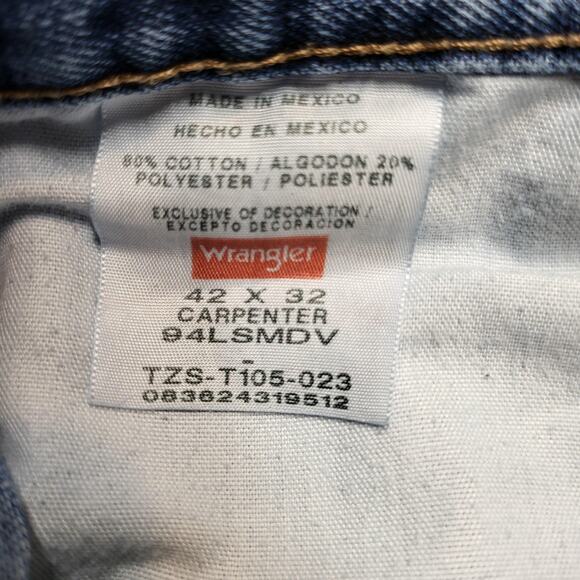 MADE IN MEXICO
HECHO EN MEXICO
80% COTTON / ALGODON 20%
POLYESTER / POLIESTER
EXCLUSIVE OF DECORATION /
EXCEPTO DECORACION
Wrangler
42 X 32
CARPENTER
94LSMDV
-
TZS-T105-023
083624319512